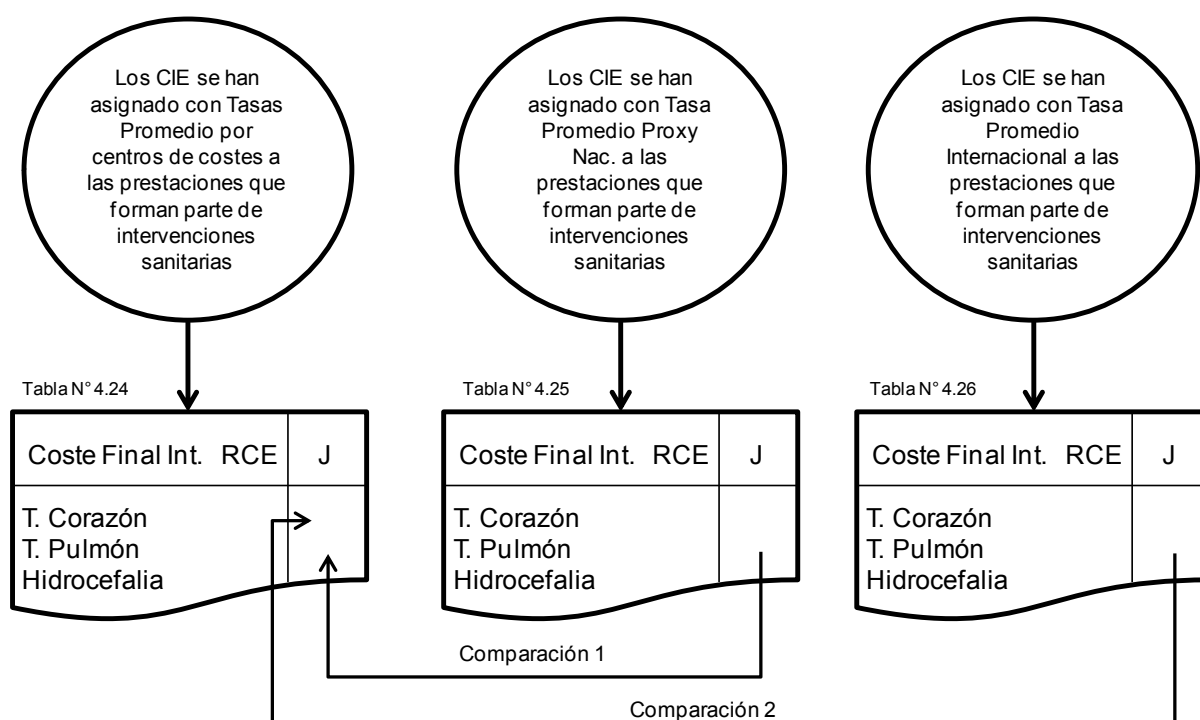 Los CIE se han
asignado con Tasas
Promedio por
centros de costes a
las prestaciones que
forman parte de
intervenciones
sanitarias
Los CIE se han
asignado con Tasa
Promedio Proxy
Nac. a las
prestaciones que
forman parte de
intervenciones
sanitarias
Los CIE se han
asignado con Tasa
Promedio
Internacional a las
prestaciones que
forman parte de
intervenciones
sanitarias
Tabla N° 4.24
Coste Final Int. RCE J
T. Corazón
T. Pulmón
Hidrocefalia
Tabla N° 4.25
Coste Final Int. RCE J
T. Corazón
T. Pulmón
Hidrocefalia
Tabla N° 4.26
Coste Final Int. RCE J
T. Corazón
T. Pulmón
Hidrocefalia
Comparación 1
Comparación 2